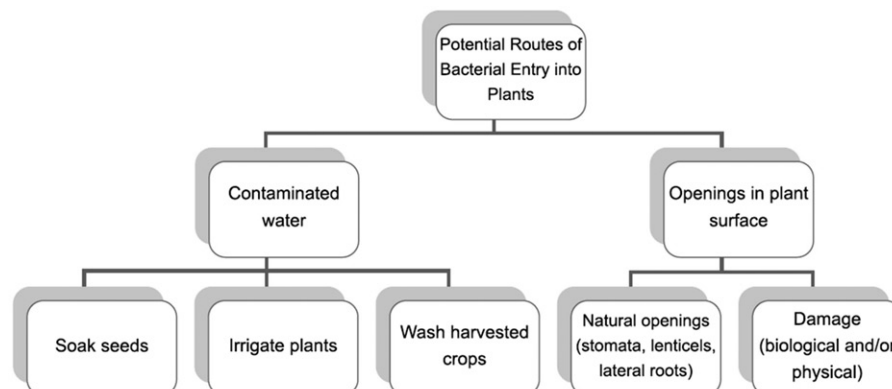 Potential Routes of
Bacterial Entry into
Plants
Contaminated
water
Openings in plant
surface
Soak seeds
Irrigate plants
Wash harvested
crops
Natural openings
(stomata, lenticels,
lateral roots)
Damage
(biological and/or
physical)